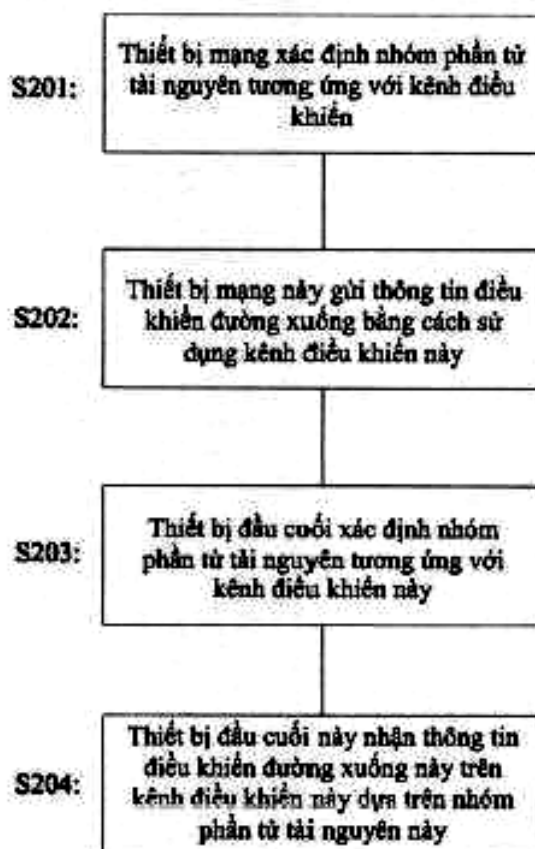 Thiết bị mạng xác định nhóm phần tử
S201: tài nguyên tương ứng với kênh điều
khiển
Thiết bị mạng này gửi thông tin điều
S202: khiển đường xuống bằng cách sử
dụng kênh điều khiển này
Thiết bị đầu cuối xác định nhóm
S203: phần tử tài nguyên tương ứng với
kênh điều khiển này
Thiết bị đầu cuối này nhận thông tin
điều khiển đường xuống này trên
S204: kênh điều khiển này dựa trên nhóm
phần tử tài nguyên này